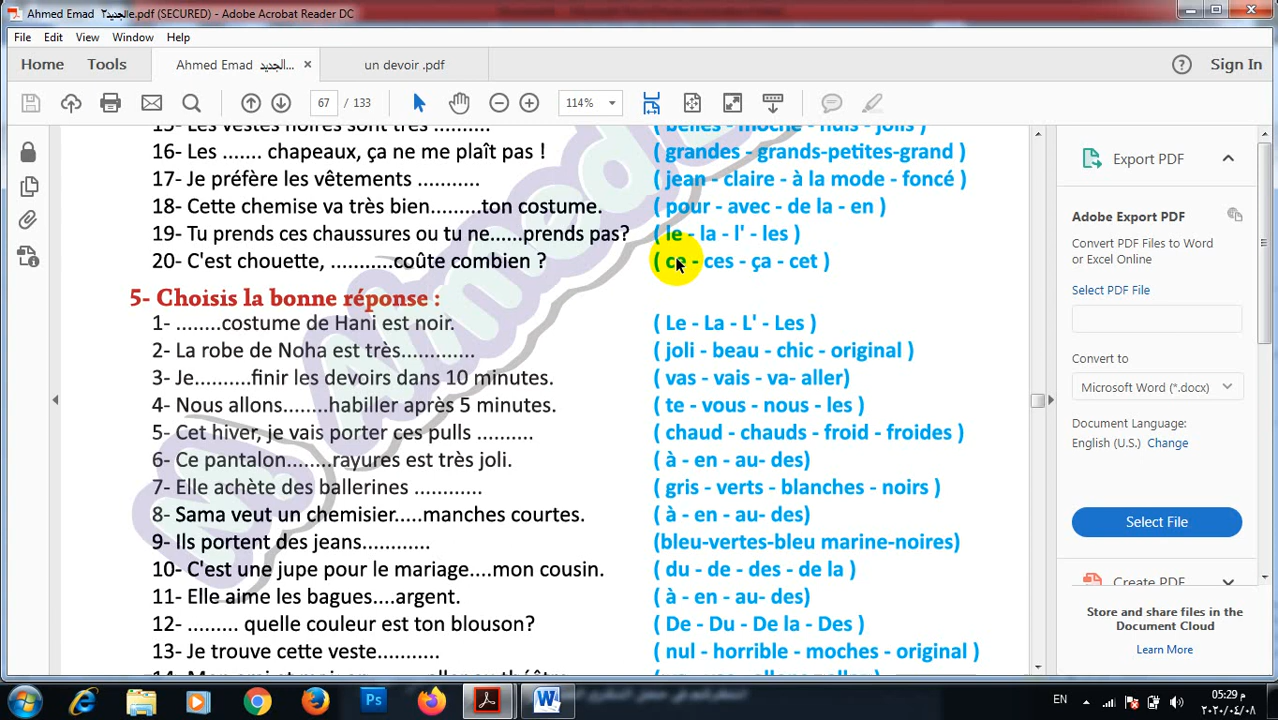 Ahmed Emad الجديد٢e.pdf (SECURED) - Adobe Acrobat Reader DC
File Edit View Window Help
Home Tools Ahmed Emad الجديد... × un devoir .pdf Sign In
67 / 133 114%
15- Les vestes noires sont très .......... ( belles - moche - nuls - jolis )
16- Les ....... chapeaux, ça ne me plaît pas ! ( grandes - grands-petites-grand )
17- Je préfère les vêtements ........... ( jean - claire - à la mode - foncé )
18- Cette chemise va très bien.........ton costume. ( pour - avec - de la - en )
19- Tu prends ces chaussures ou tu ne......prends pas? ( le - la - l' - les )
20- C'est chouette, ...........coûte combien ? ( ce - ces - ça - cet )
5- Choisis la bonne réponse :
1- ........costume de Hani est noir. ( Le - La - L' - Les )
2- La robe de Noha est très............. ( joli - beau - chic - original )
3- Je..........finir les devoirs dans 10 minutes. ( vas - vais - va- aller)
4- Nous allons........habiller après 5 minutes. ( te - vous - nous - les )
5- Cet hiver, je vais porter ces pulls .......... ( chaud - chauds - froid - froides )
6- Ce pantalon........rayures est très joli. ( à - en - au- des)
7- Elle achète des ballerines ............ ( gris - verts - blanches - noirs )
8- Sama veut un chemisier.....manches courtes. ( à - en - au- des)
9- Ils portent des jeans............ (bleu-vertes-bleu marine-noires)
10- C'est une jupe pour le mariage....mon cousin. ( du - de - des - de la )
11- Elle aime les bagues....argent. ( à - en - au- des)
12- ......... quelle couleur est ton blouson? ( De - Du - De la - Des )
13- Je trouve cette veste........... ( nul - horrible - moches - original )
Export PDF
Adobe Export PDF
Convert PDF Files to Word
or Excel Online
Select PDF File
Convert to
Microsoft Word (*.docx)
Document Language:
English (U.S.) Change
Select File
Create PDF
Store and share files in the
Document Cloud
Learn More
EN
05:29 م
٢٠٢٠/٠٤/٠٨